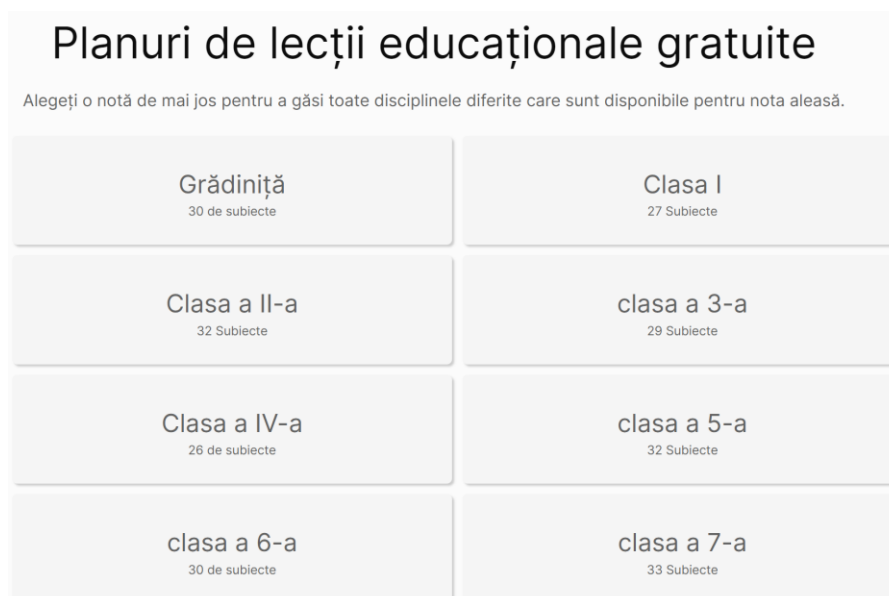 Planuri de lecții educaționale gratuite
Alegeți o notă de mai jos pentru a găsi toate disciplinele diferite care sunt disponibile pentru nota aleasă.
Grădiniță
30 de subiecte
Clasa I
27 Subiecte
Clasa a II-a
32 Subiecte
clasa a 3-a
29 Subiecte
Clasa a IV-a
26 de subiecte
clasa a 5-a
32 Subiecte
clasa a 6-a
30 de subiecte
clasa a 7-a
33 Subiecte